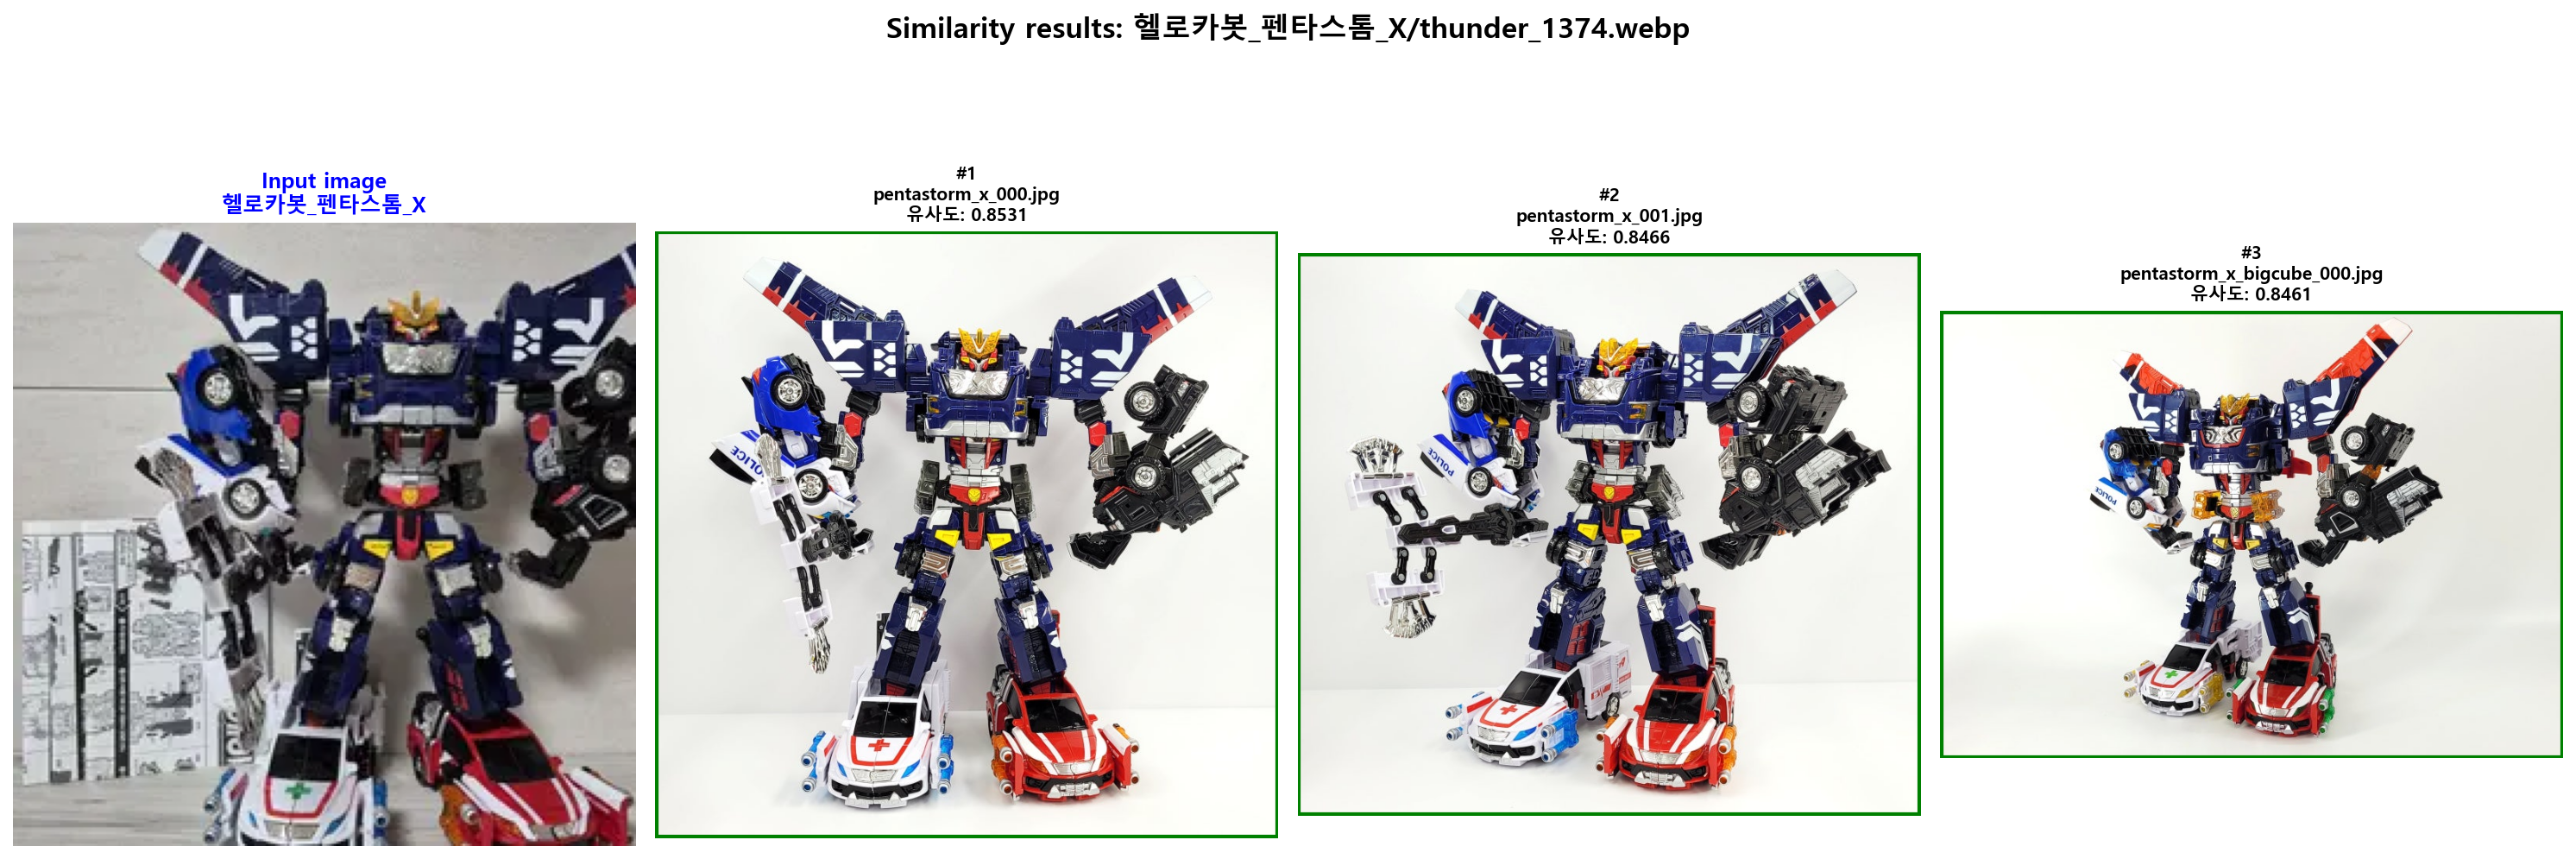 Similarity results: 헬로카봇_펜타스톰_X/thunder_1374.webp
Input image
헬로카봇_펜타스톰_X
#1
pentastorm_x_000.jpg
유사도: 0.8531
#2
pentastorm_x_001.jpg
유사도: 0.8466
#3
pentastorm_x_bigcube_000.jpg
유사도: 0.8461
POLICE
POLICE
POLICE